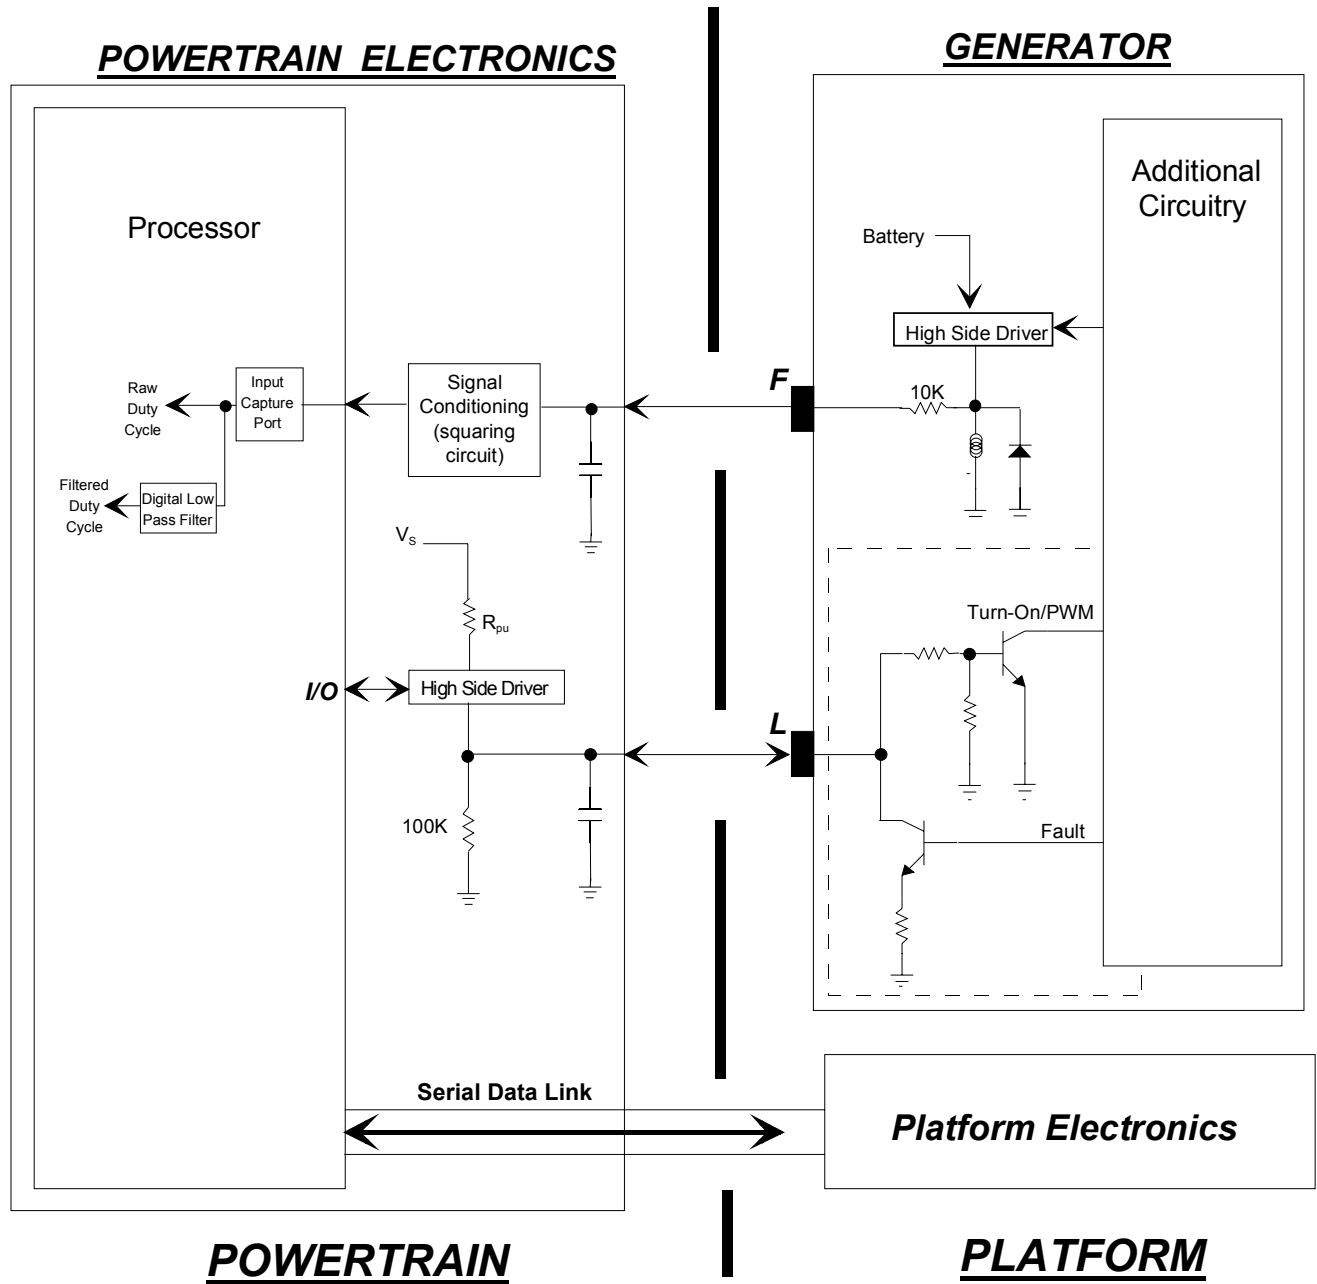 POWERTRAIN ELECTRONICS
GENERATOR
Processor
Additional
Circuitry
Battery
High Side Driver
F
10K
Raw
Duty
Cycle
Input
Capture
Port
Signal
Conditioning
(squaring
circuit)
Filtered
Duty
Cycle
Digital Low
Pass Filter
VS
Rpu
I/O
High Side Driver
L
Turn-On/PWM
100K
Fault
Serial Data Link
Platform Electronics
POWERTRAIN
PLATFORM